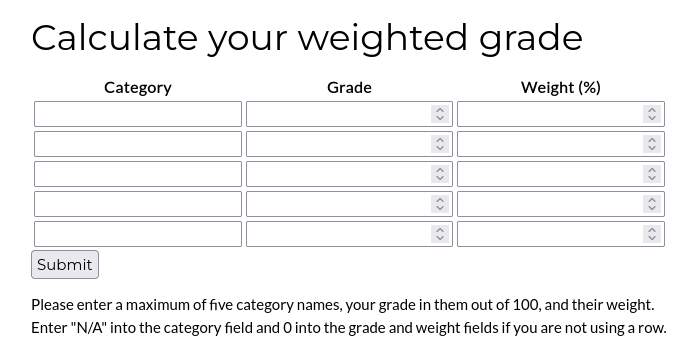 Calculate your weighted grade
Category Grade Weight (%)
Submit
Please enter a maximum of five category names, your grade in them out of 100, and their weight.
Enter "N/A" into the category field and 0 into the grade and weight fields if you are not using a row.